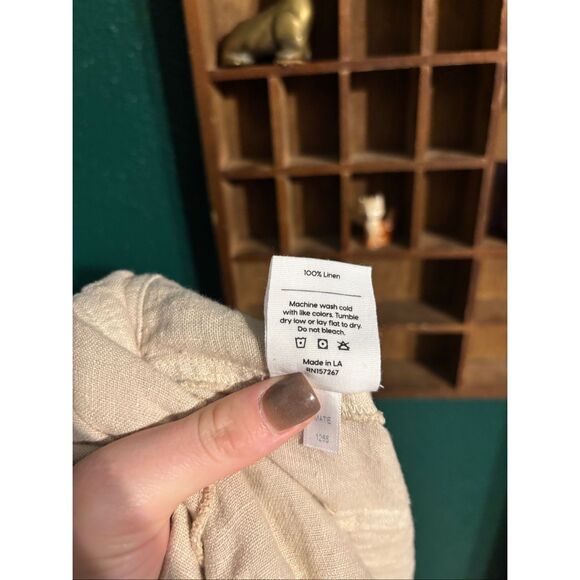 100% Linen
Machine wash cold
with like colors. Tumble
dry low or lay flat to dry.
Do not bleach.
Made in LA
RN157267